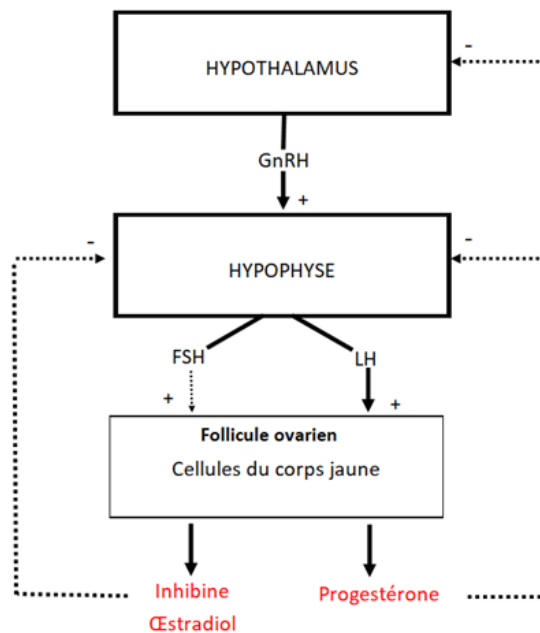 -
HYPOTHALAMUS
GnRH
+
-
-
HYPOPHYSE
FSH
LH
+
+
Follicule ovarien
Cellules du corps jaune
Inhibine
Progestérone
Œstradiol